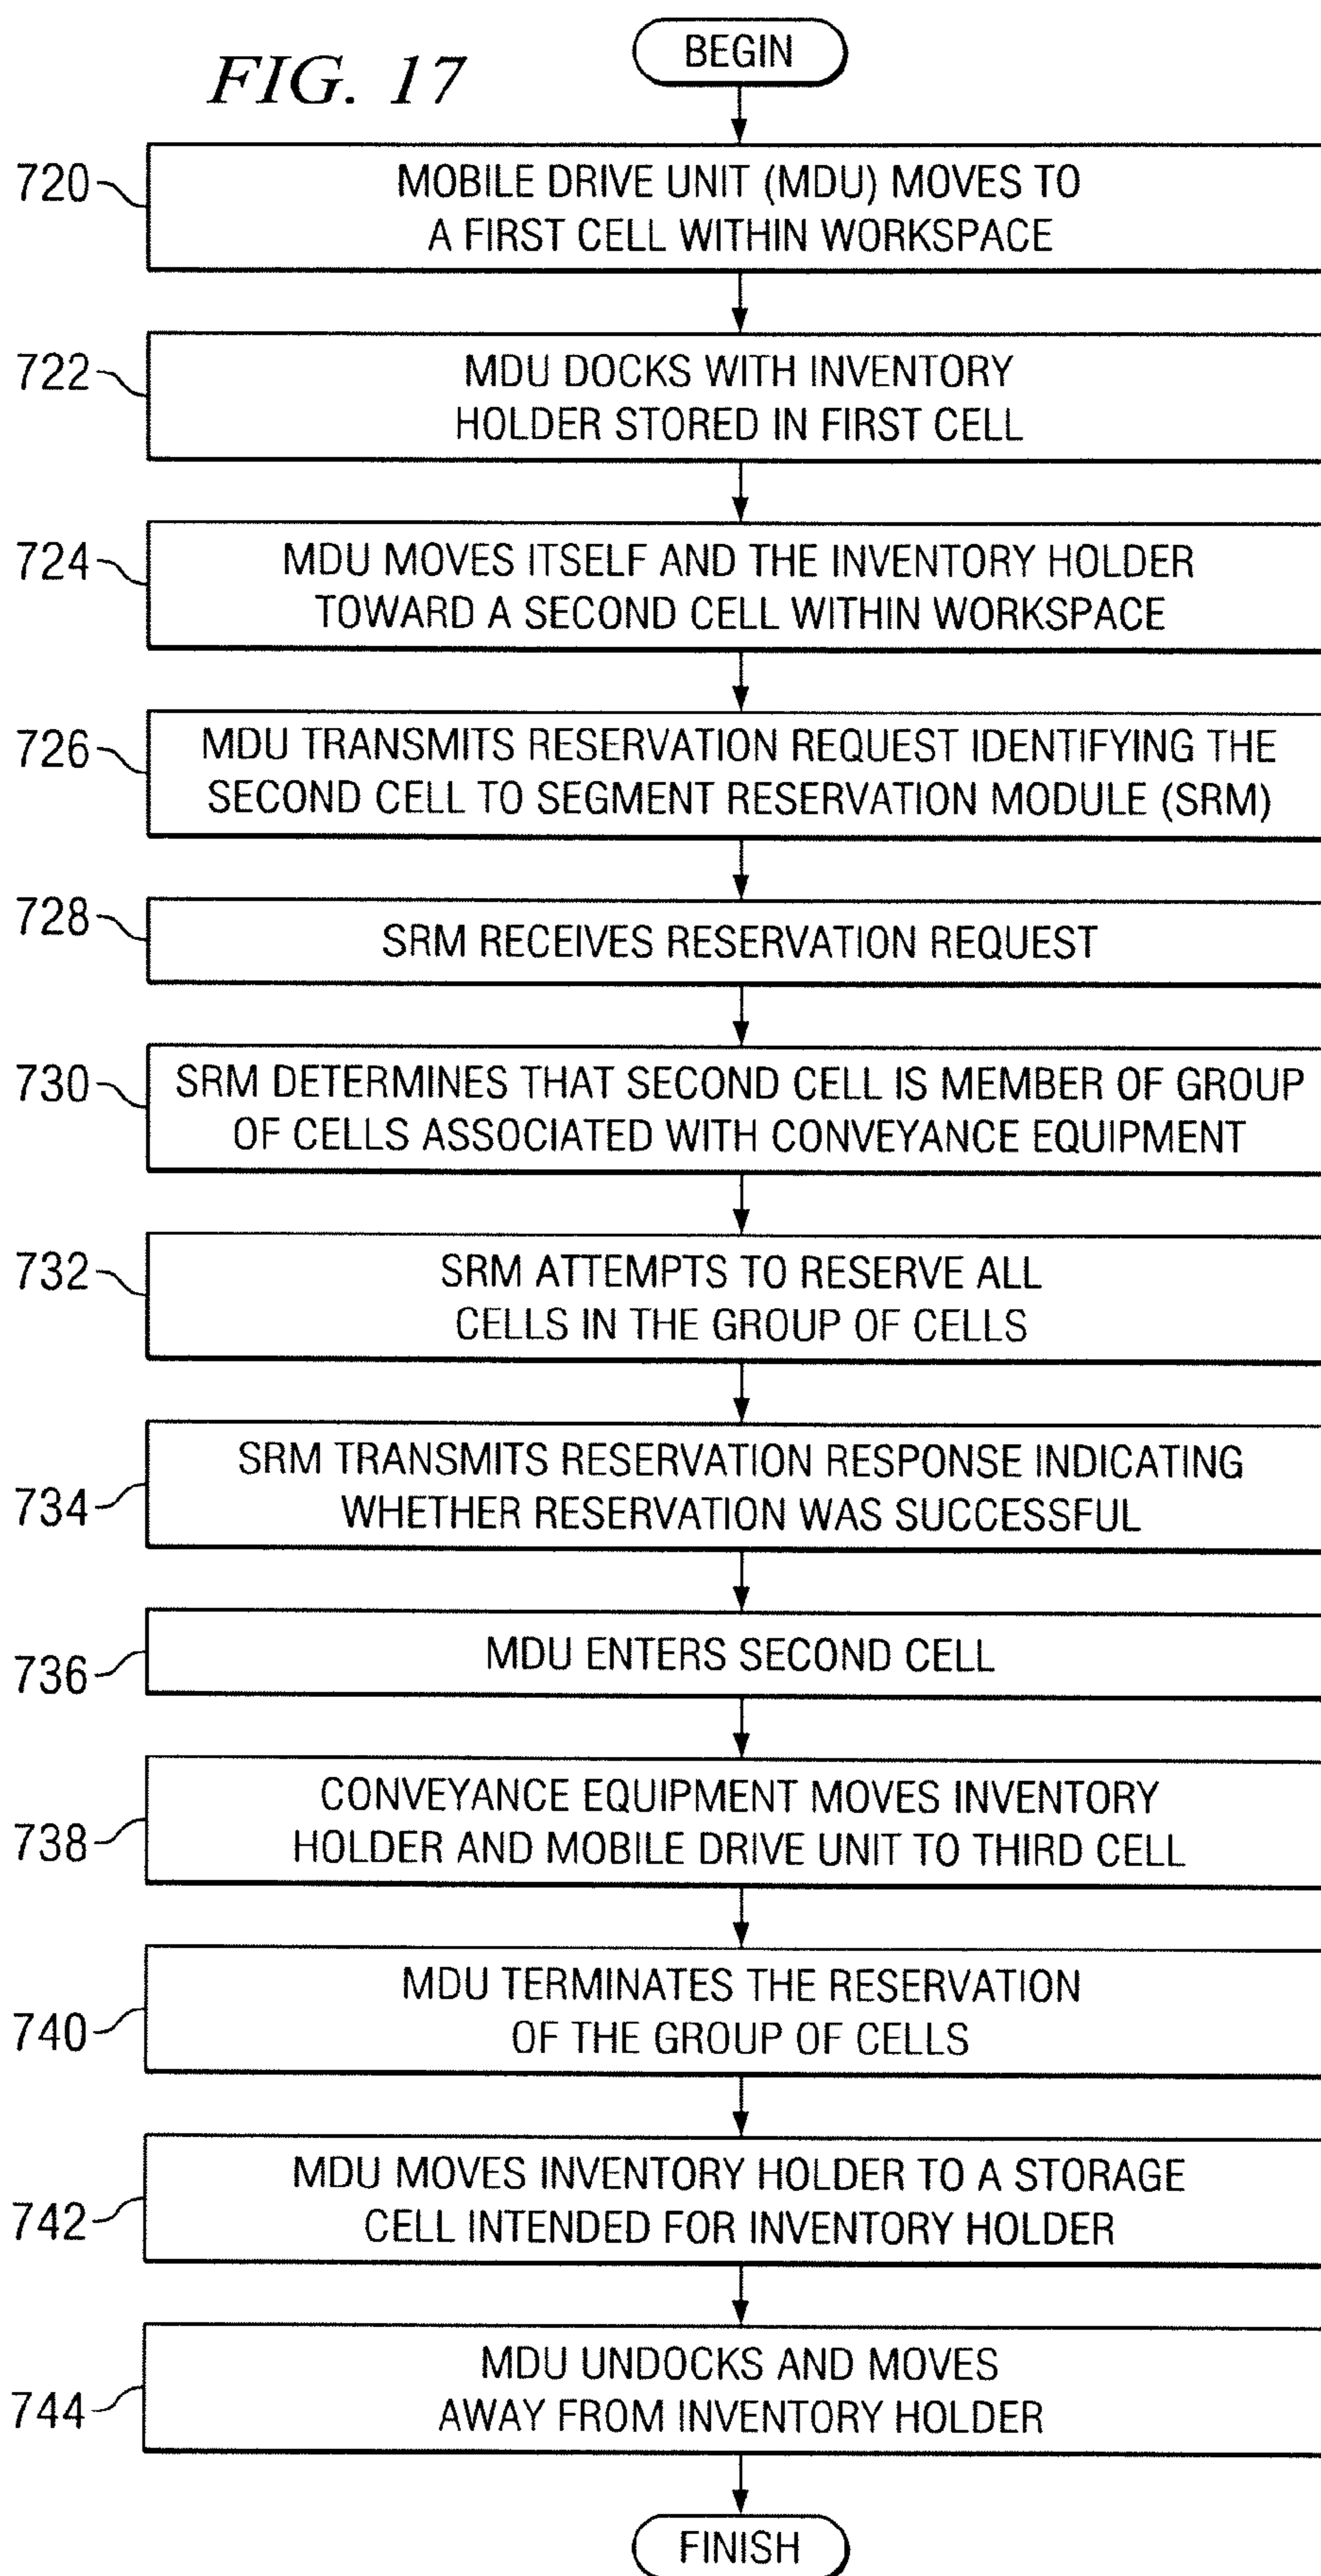 FIG. 17
BEGIN
720
MOBILE DRIVE UNIT (MDU) MOVES TO
A FIRST CELL WITHIN WORKSPACE
722
MDU DOCKS WITH INVENTORY
HOLDER STORED IN FIRST CELL
724
MDU MOVES ITSELF AND THE INVENTORY HOLDER
TOWARD A SECOND CELL WITHIN WORKSPACE
726
MDU TRANSMITS RESERVATION REQUEST IDENTIFYING THE
SECOND CELL TO SEGMENT RESERVATION MODULE (SRM)
728
SRM RECEIVES RESERVATION REQUEST
730
SRM DETERMINES THAT SECOND CELL IS MEMBER OF GROUP
OF CELLS ASSOCIATED WITH CONVEYANCE EQUIPMENT
732
SRM ATTEMPTS TO RESERVE ALL
CELLS IN THE GROUP OF CELLS
734
SRM TRANSMITS RESERVATION RESPONSE INDICATING
WHETHER RESERVATION WAS SUCCESSFUL
736
MDU ENTERS SECOND CELL
738
CONVEYANCE EQUIPMENT MOVES INVENTORY
HOLDER AND MOBILE DRIVE UNIT TO THIRD CELL
740
MDU TERMINATES THE RESERVATION
OF THE GROUP OF CELLS
742
MDU MOVES INVENTORY HOLDER TO A STORAGE
CELL INTENDED FOR INVENTORY HOLDER
744
MDU UNDOCKS AND MOVES
AWAY FROM INVENTORY HOLDER
FINISH